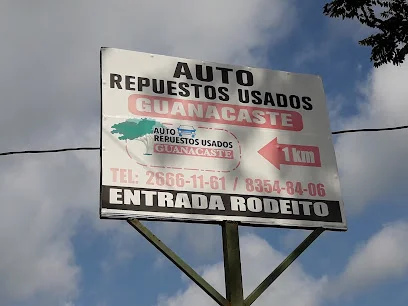 AUTO
REPUESTOS USADOS
GUANACASTE
AUTO
REPUESTOS USADOS
GUANACASTE
1km
TEL: 2666-11-61 / 8354-84-06
ENTRADA RODEITO